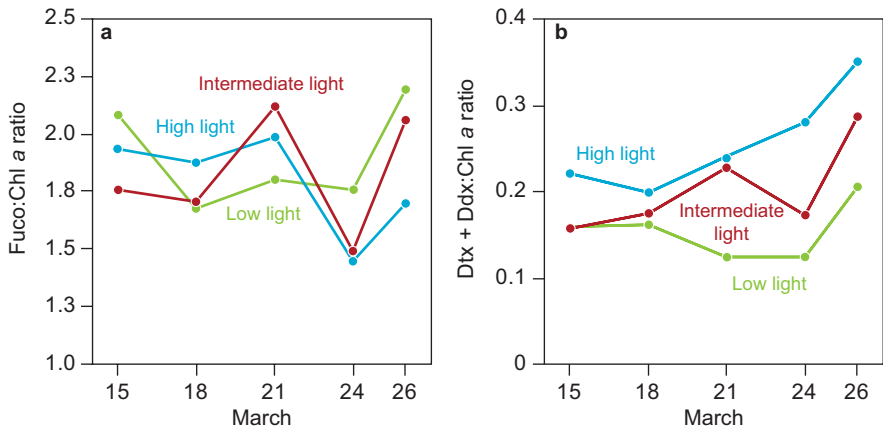 a
Fuco:Chl a ratio
2.5
2.3
2.0
1.8
1.5
1.3
1.0
Intermediate light
High light
Low light
15 18 21 24 26
March
b
Dtx + Ddx:Chl a ratio
0.4
0.3
0.2
0.1
0
High light
Intermediate
light
Low light
15 18 21 24 26
March